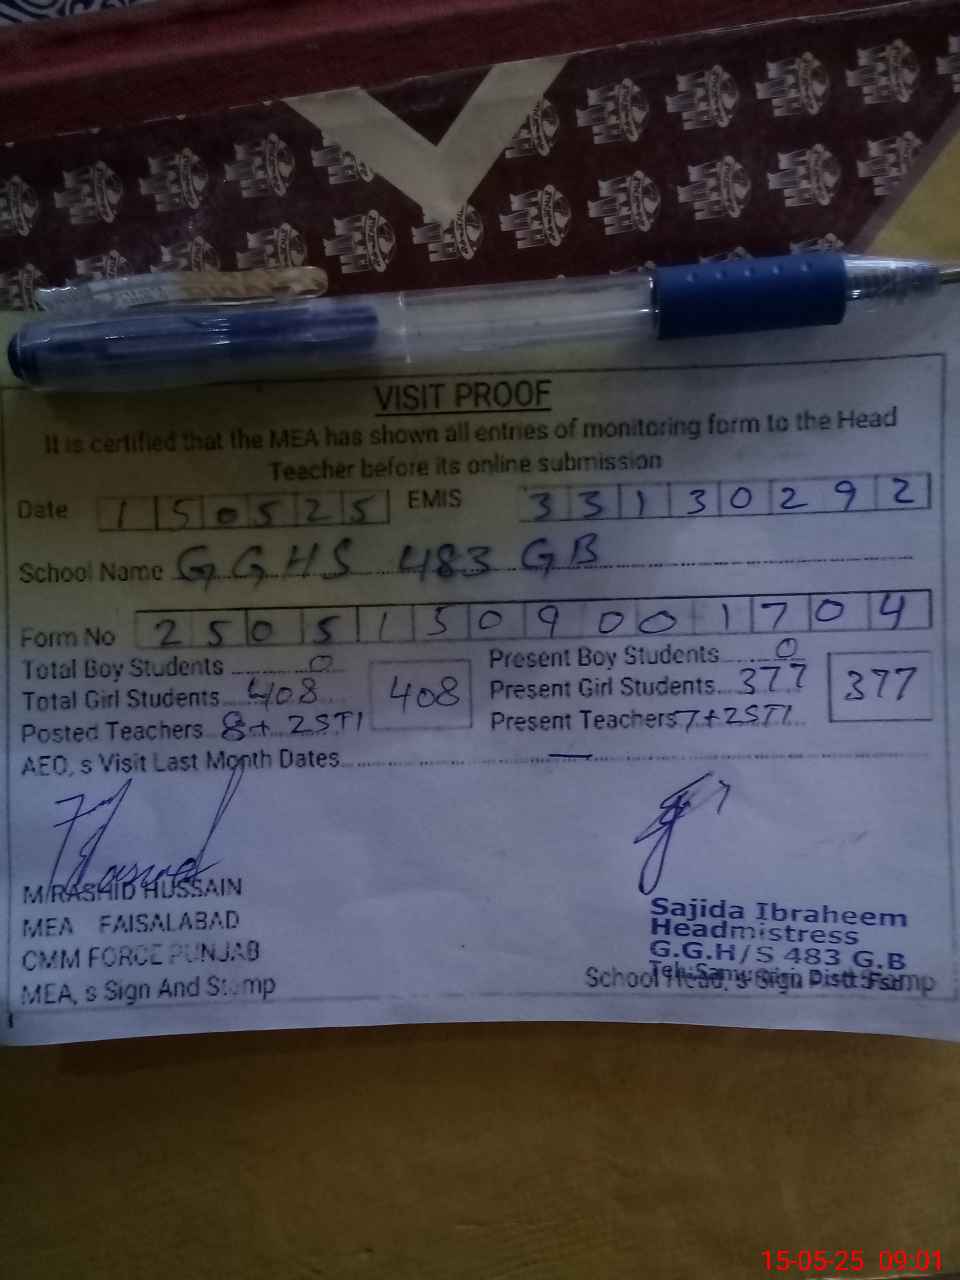 VISIT PROOF
It is certified that the MEA has shown all entries of monitoring form to the Head
Teacher before its online submission
Date 150525 EMIS 33130292
School Name GGHS 483 GB
Form No 25051509001704
Total Boy Students 0 Present Boy Students 0
Total Girl Students 408 408 Present Girl Students 377 377
Posted Teachers 8+2STI Present Teachers 7+2STI
AEO,s Visit Last Month Dates —
M/RASHID HUSSAIN
MEA FAISALABAD
CMM FORCE PUNJAB
MEA, s Sign And Stamp
Sajida Ibraheem
Headmistress
G.G.H/S 483 G.B
School Head, s Sign Stamp
15-05-25 09:01